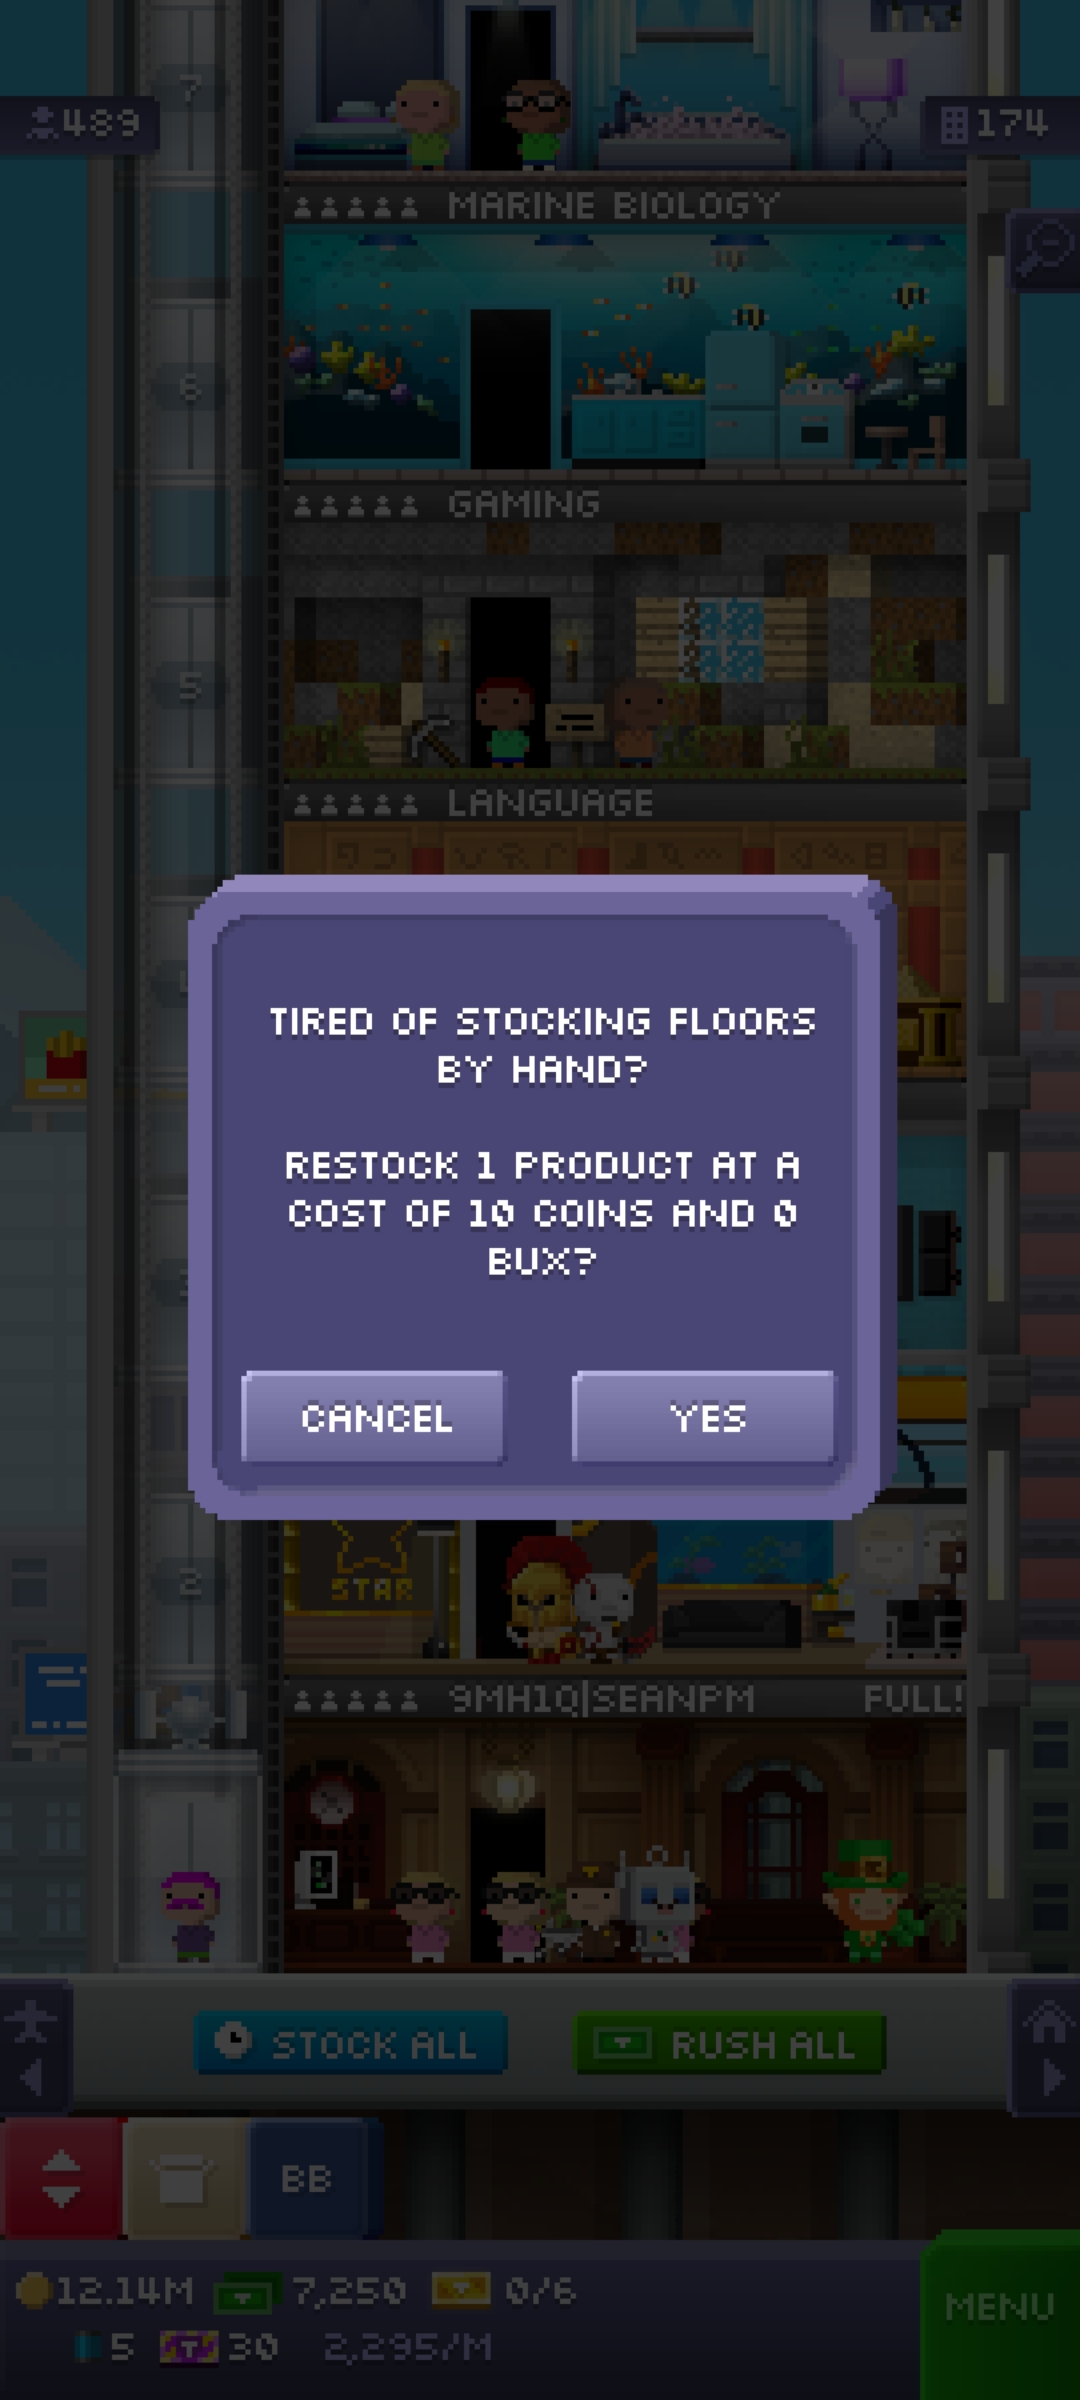 7
489
174
MARINE BIOLOGY
6
GAMING
5
LANGUAGE
TIRED OF STOCKING FLOORS
BY HAND?
RESTOCK 1 PRODUCT AT A
COST OF 10 COINS AND 0
BUX?
CANCEL
YES
2
STAR
9MH1Q|SEANPM
FULL!
STOCK ALL
RUSH ALL
BB
12.14M
7,250
0/6
MENU
5
30
2,295/M